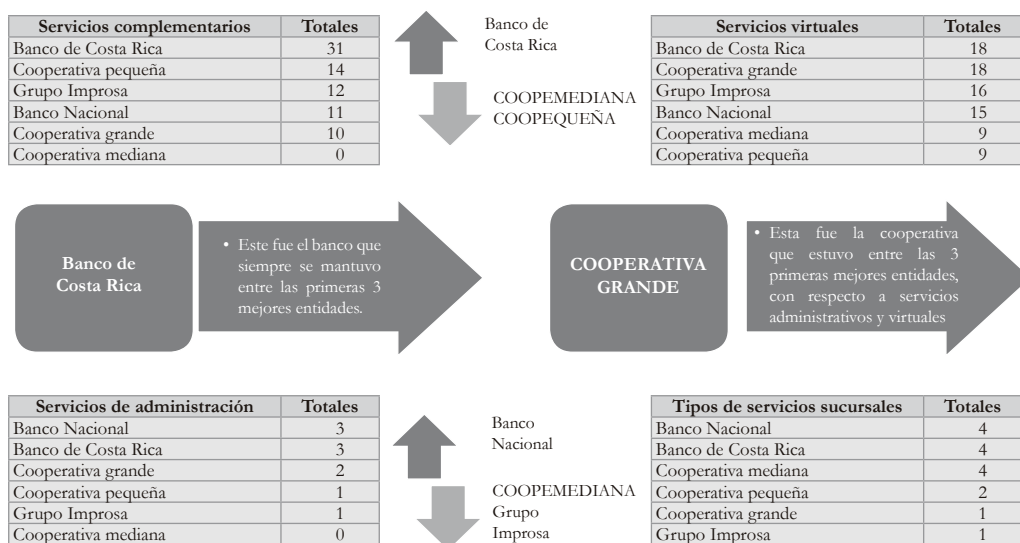 Servicios complementarios Totales
Banco de Costa Rica 31
Cooperativa pequeña 14
Grupo Improsa 12
Banco Nacional 11
Cooperativa grande 10
Cooperativa mediana 0
Banco de
Costa Rica
COOPEMEDIANA
COOPEQUEÑA
Servicios virtuales Totales
Banco de Costa Rica 18
Cooperativa grande 18
Grupo Improsa 16
Banco Nacional 15
Cooperativa mediana 9
Cooperativa pequeña 9
Banco de
Costa Rica
• Este fue el banco que
siempre se mantuvo
entre las primeras 3
mejores entidades.
COOPERATIVA
GRANDE
• Esta fue la cooperativa
que estuvo entre las 3
primeras mejores entidades,
con respecto a servicios
administrativos y virtuales
Servicios de administración Totales
Banco Nacional 3
Banco de Costa Rica 3
Cooperativa grande 2
Cooperativa pequeña 1
Grupo Improsa 1
Cooperativa mediana 0
Banco
Nacional
COOPEMEDIANA
Grupo
Improsa
Tipos de servicios sucursales Totales
Banco Nacional 4
Banco de Costa Rica 4
Cooperativa mediana 4
Cooperativa pequeña 2
Cooperativa grande 1
Grupo Improsa 1